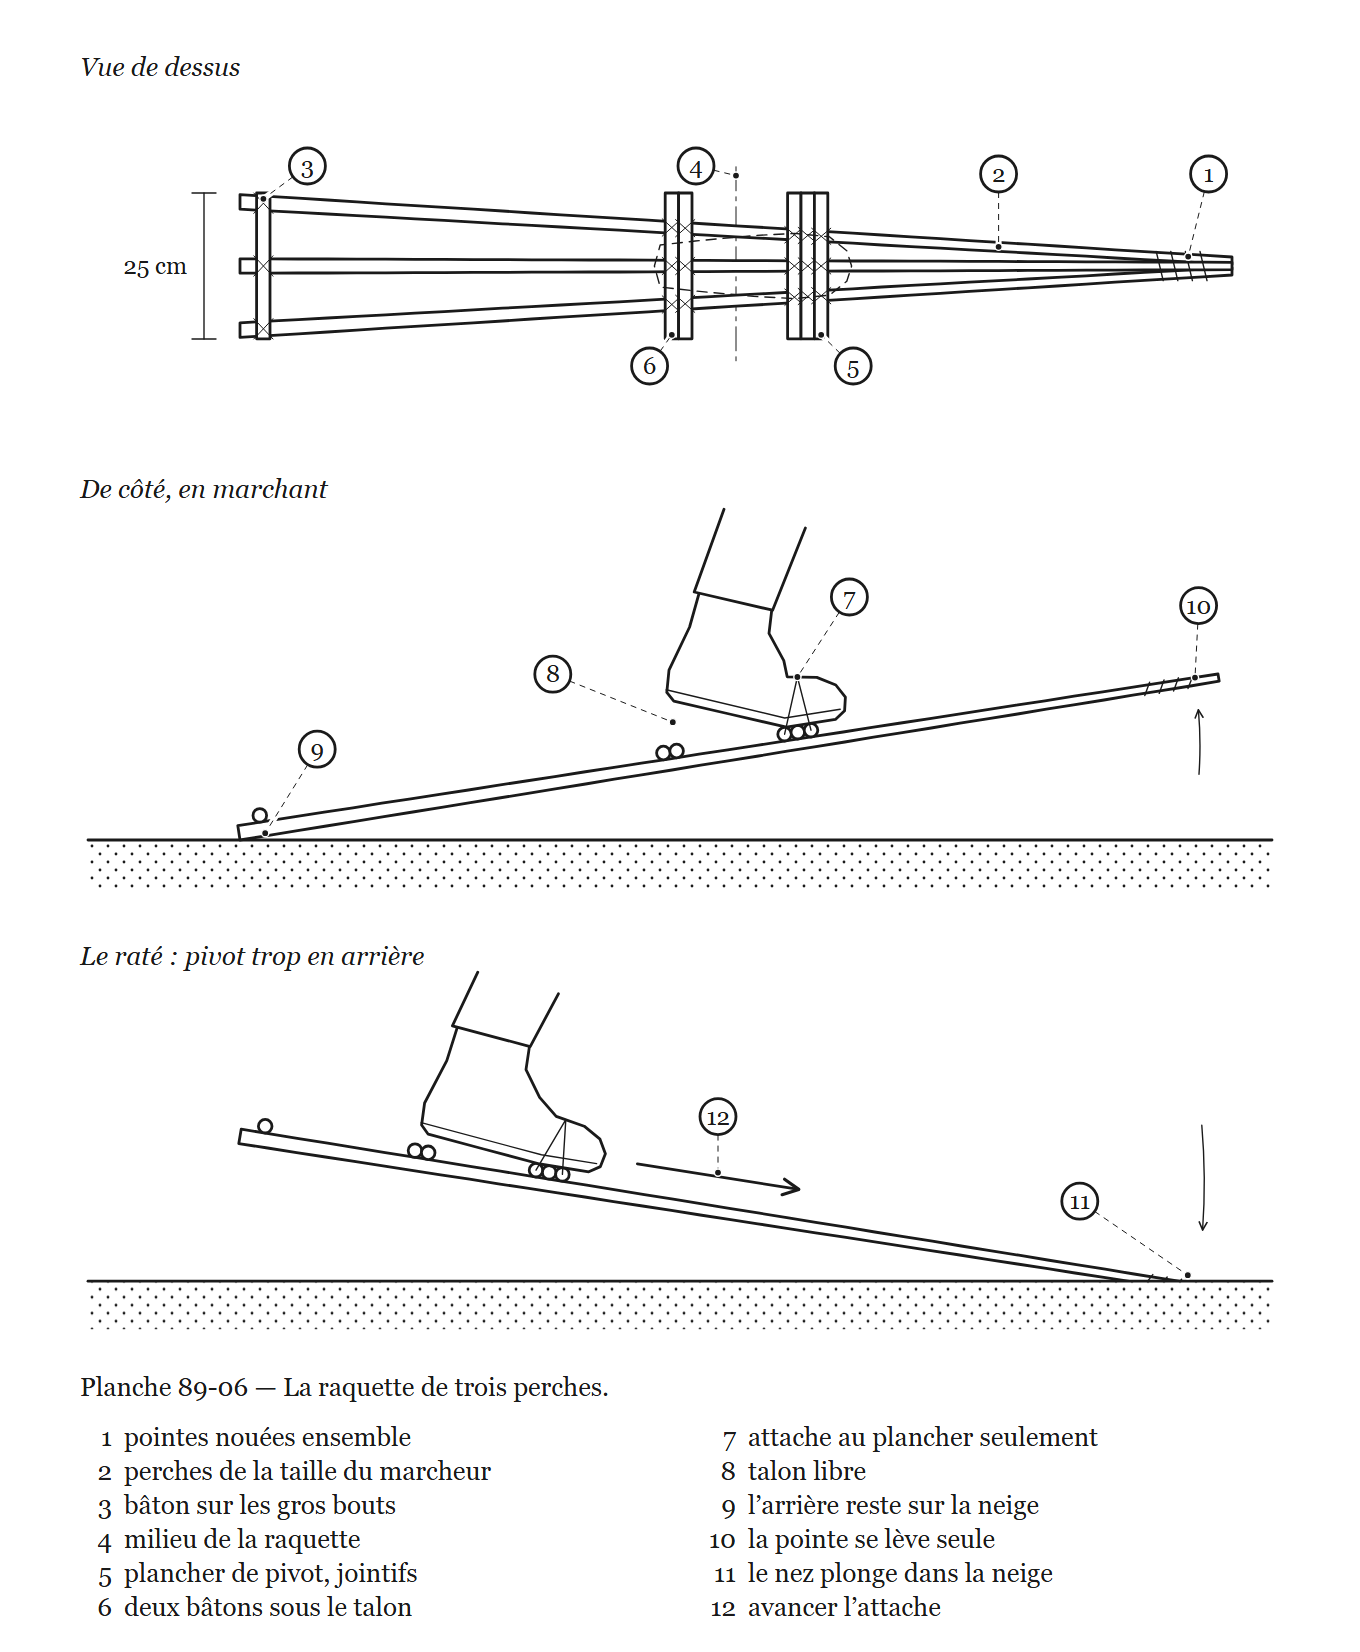 Vue de dessus
3
4
2
1
25 cm
6
5
De côté, en marchant
7
10
8
9
Le raté : pivot trop en arrière
12
11
Planche 89-06 — La raquette de trois perches.
1 pointes nouées ensemble
2 perches de la taille du marcheur
3 bâton sur les gros bouts
4 milieu de la raquette
5 plancher de pivot, jointifs
6 deux bâtons sous le talon
7 attache au plancher seulement
8 talon libre
9 l’arrière reste sur la neige
10 la pointe se lève seule
11 le nez plonge dans la neige
12 avancer l’attache